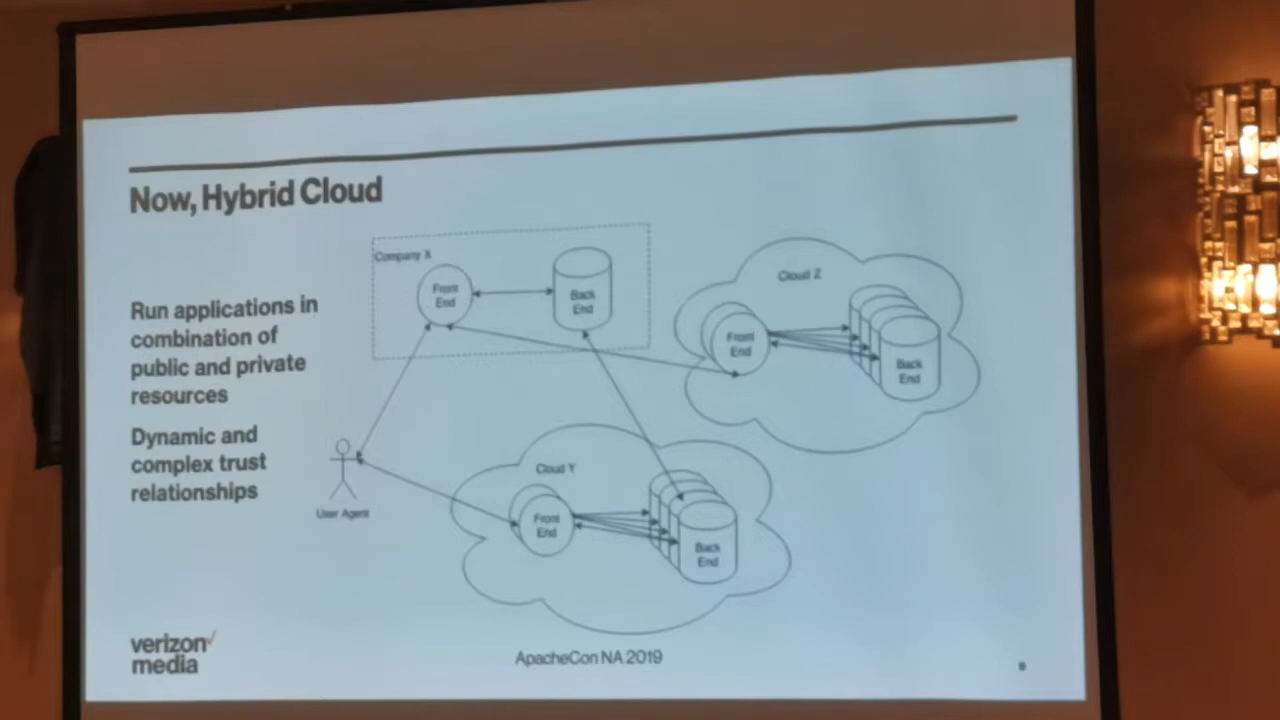 Now, Hybrid Cloud
Run applications in
combination of
public and private
resources
Dynamic and
complex trust
relationships
Company X
Front
End
Back
End
Cloud Z
Front
End
Back
End
User Agent
Cloud Y
Front
End
Back
End
verizon
media
ApacheCon NA 2019